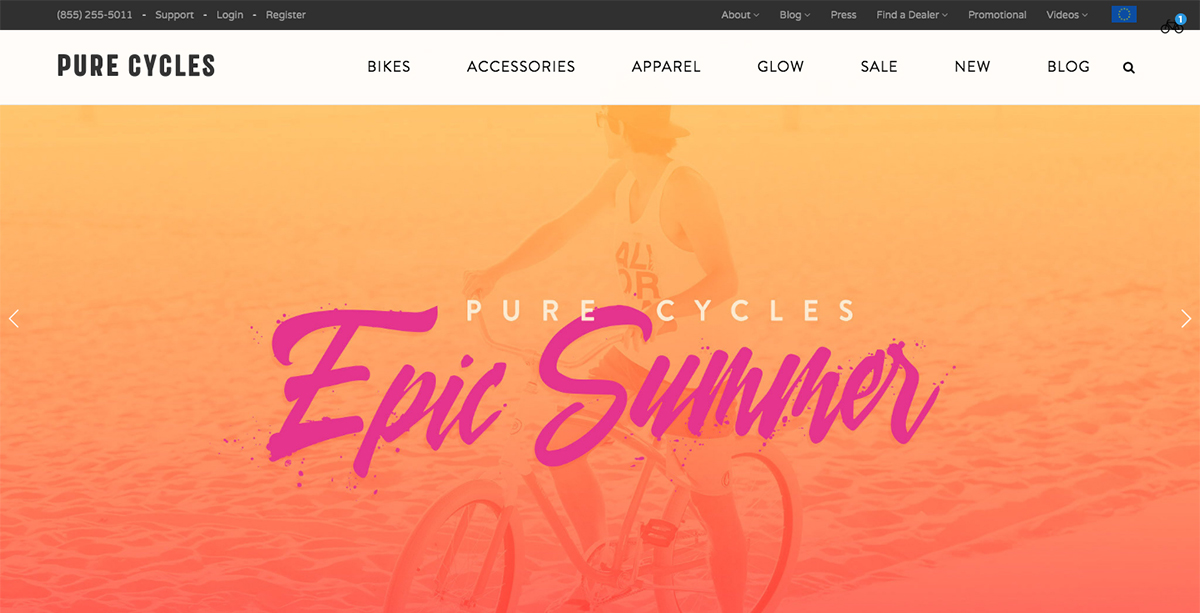 (855) 255-5011 - Support - Login - Register About Blog Press Find a Dealer Promotional Videos 1
PURE CYCLES BIKES ACCESSORIES APPAREL GLOW SALE NEW BLOG
PURE CYCLES
Epic Summer